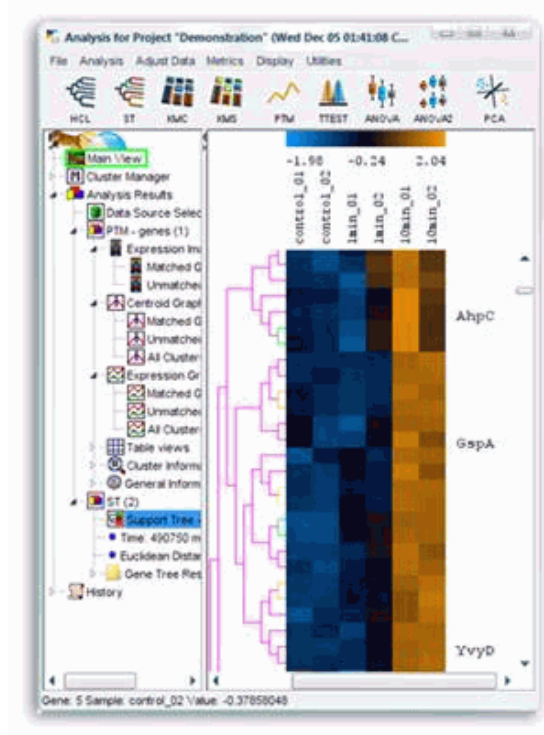 Analysis for Project "Demonstration" (Wed Dec 05 01:41:08 C...
File Analysis Adjust Data Metrics Display Utilities
HCL ST KMC KMS PTM TTEST ANOVA ANOVA2 PCA
Main View
Cluster Manager
Analysis Results
Data Source Selec
PTM - genes (1)
Expression Ima
Matched G
Unmatche
Centroid Grap
Matched G
Unmatche
All Cluster
Expression Gr
Matched G
Unmatche
All Cluster
Table views
Cluster Inform
General Inform
ST (2)
Support Tree -
Time: 490750 m
Euclidean Distar
Gene Tree Res
History
-1.98 -0.24 2.04
control_01
control_02
1min_01
1min_02
10min_01
10min_02
AhpC
GspA
YvyD
Gene: 5 Sample: control_02 Value: -0.37858048